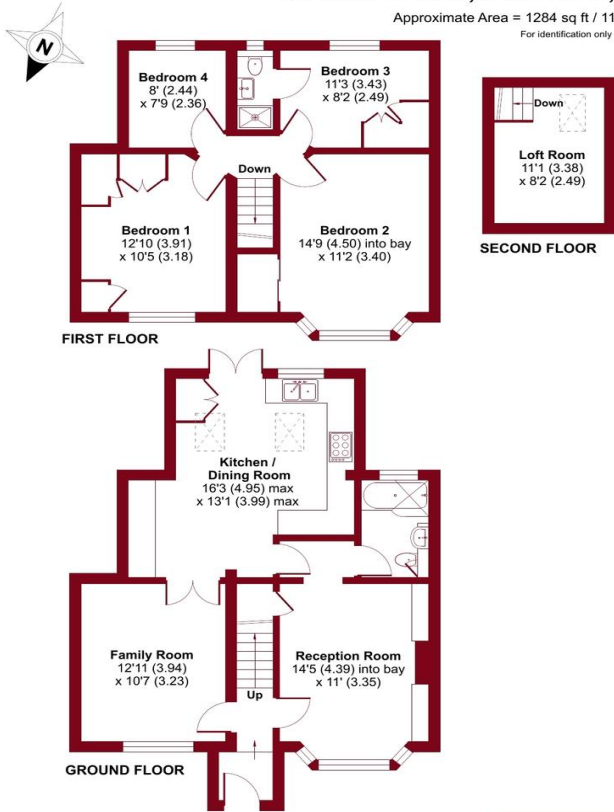 Approximate Area = 1284 sq ft / 11
For identification only
N
Bedroom 4
8' (2.44)
x 7'9 (2.36)
Bedroom 3
11'3 (3.43)
x 8'2 (2.49)
Down
Bedroom 1
12'10 (3.91)
x 10'5 (3.18)
Bedroom 2
14'9 (4.50) into bay
x 11'2 (3.40)
FIRST FLOOR
Down
Loft Room
11'1 (3.38)
x 8'2 (2.49)
SECOND FLOOR
Kitchen /
Dining Room
16'3 (4.95) max
x 13'1 (3.99) max
Family Room
12'11 (3.94)
x 10'7 (3.23)
Reception Room
14'5 (4.39) into bay
x 11' (3.35)
Up
GROUND FLOOR